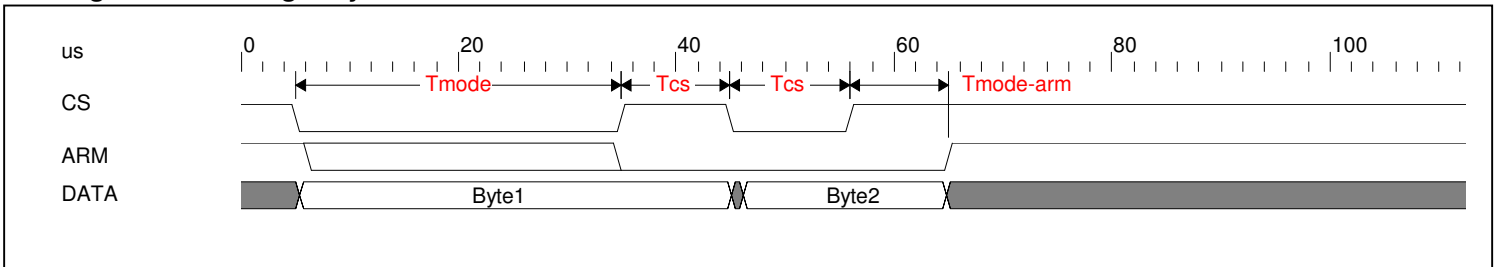 us 0 20 40 60 80 100
Tmode Tcs Tcs Tmode-arm
CS
ARM
DATA Byte1 Byte2